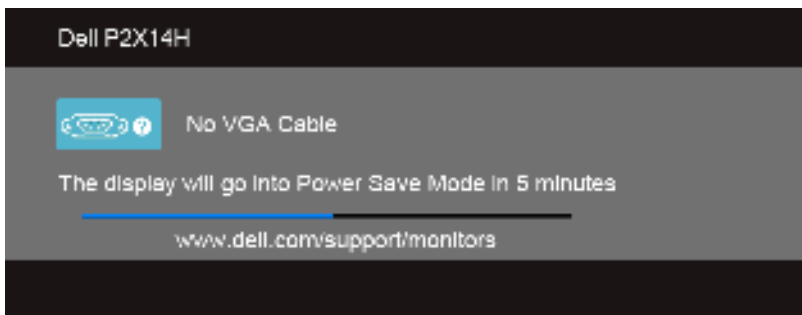 Dell P2X14H
No VGA Cable
The display will go into Power Save Mode in 5 minutes
www.dell.com/support/monitors